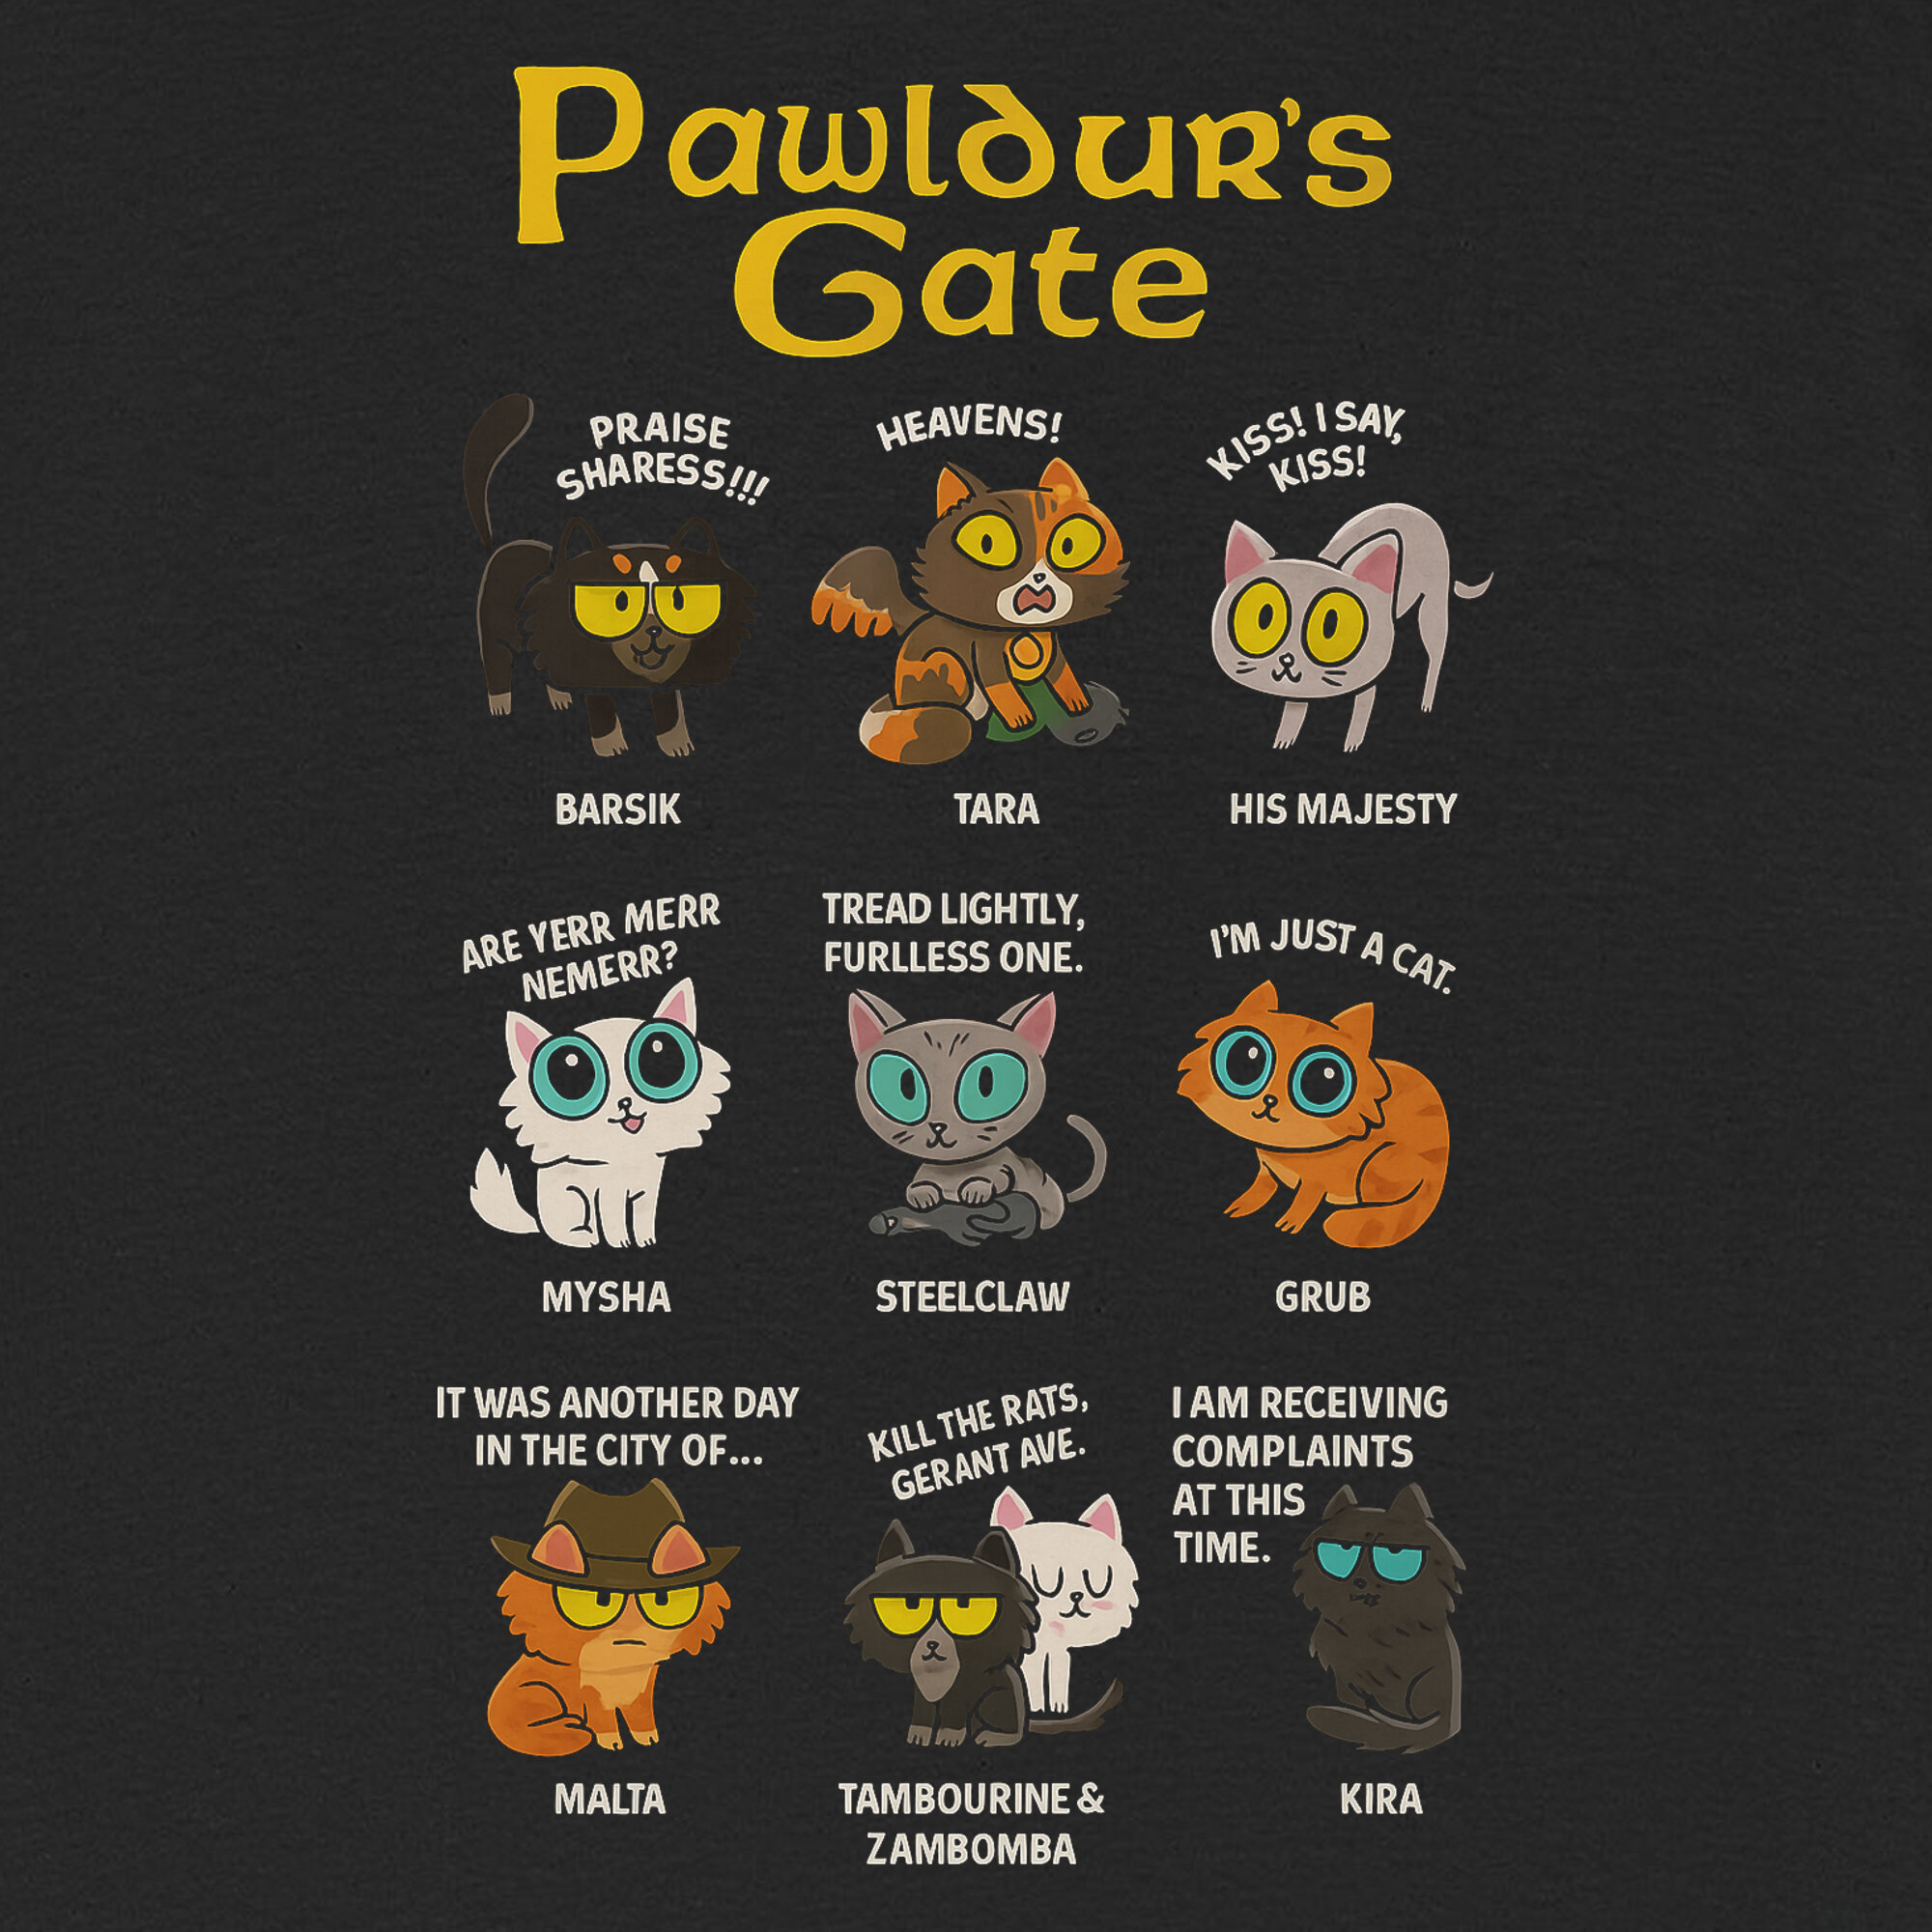 Pawldur's
Gate
PRAISE
SHARESS!!!
HEAVENS!
KISS! I SAY,
KISS!
BARSIK
TARA
HIS MAJESTY
ARE YERR MERR
NEMERR?
TREAD LIGHTLY,
FURLLESS ONE.
I'M JUST A CAT.
MYSHA
STEELCLAW
GRUB
IT WAS ANOTHER DAY
IN THE CITY OF...
KILL THE RATS,
GERANT AVE.
I AM RECEIVING
COMPLAINTS
AT THIS
TIME.
MALTA
TAMBOURINE &
ZAMBOMBA
KIRA